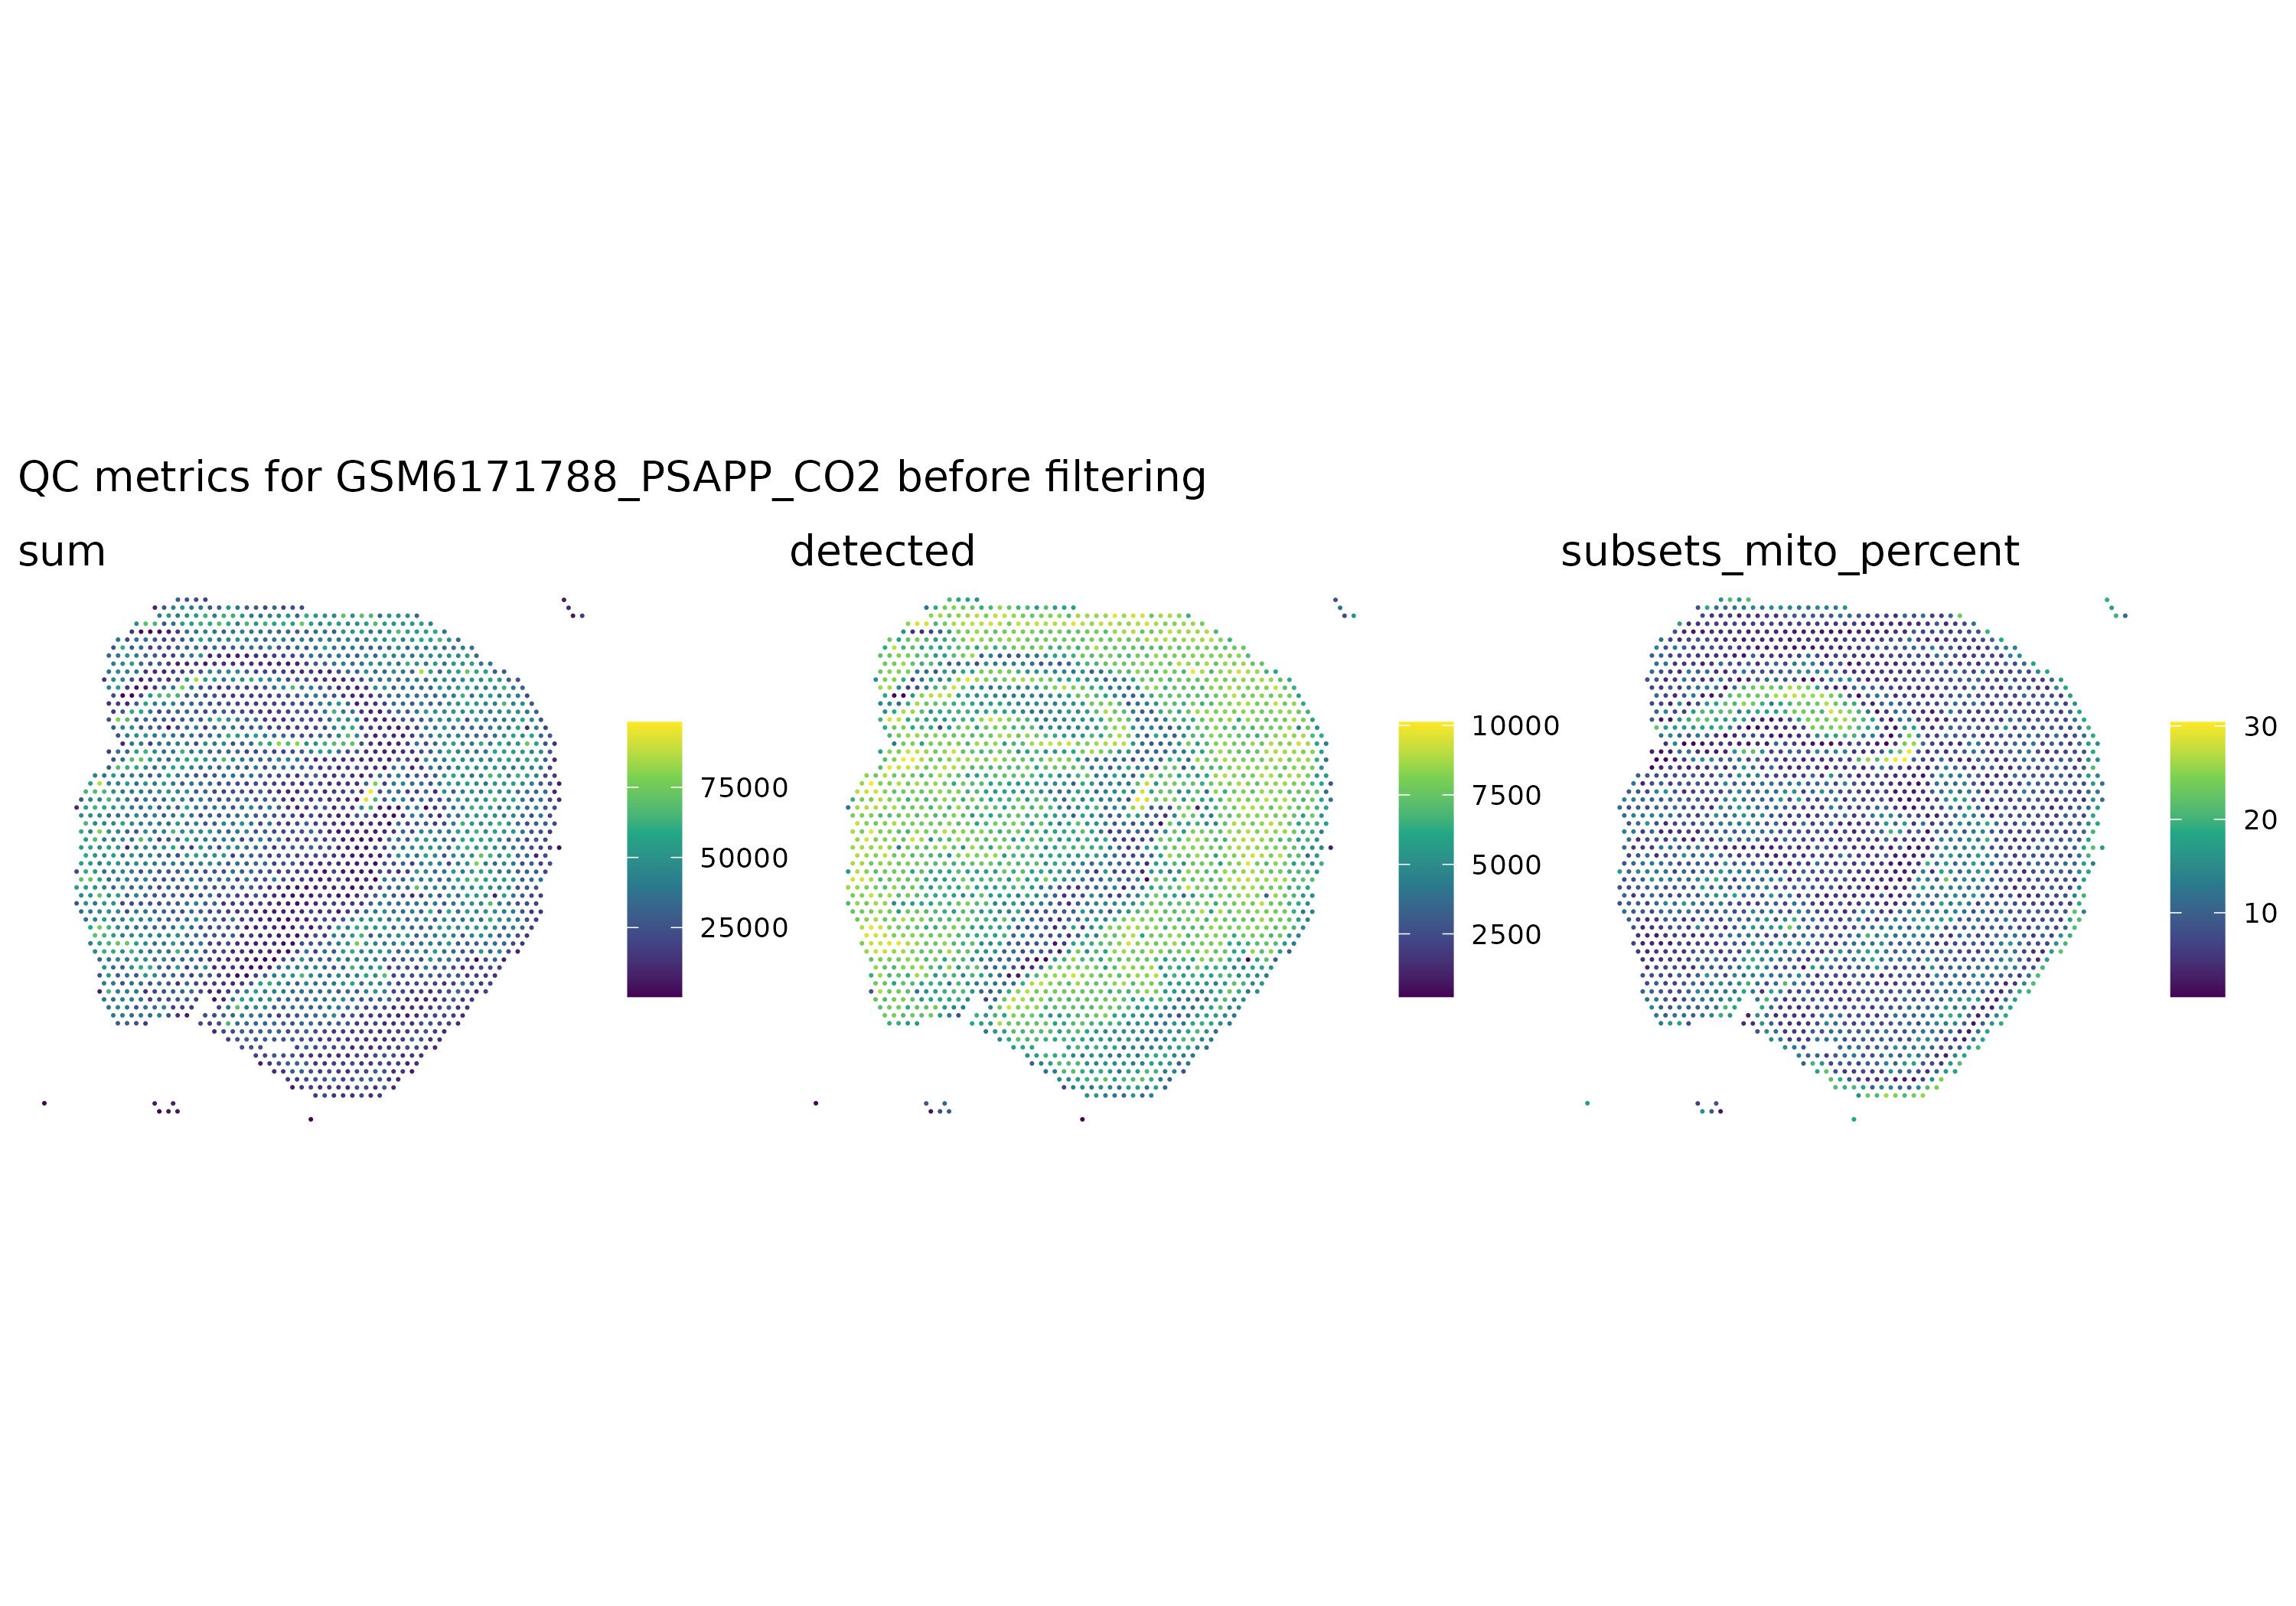 QC metrics for GSM6171788_PSAPP_CO2 before filtering
sum
detected
subsets_mito_percent
75000
50000
25000
10000
7500
5000
2500
30
20
10